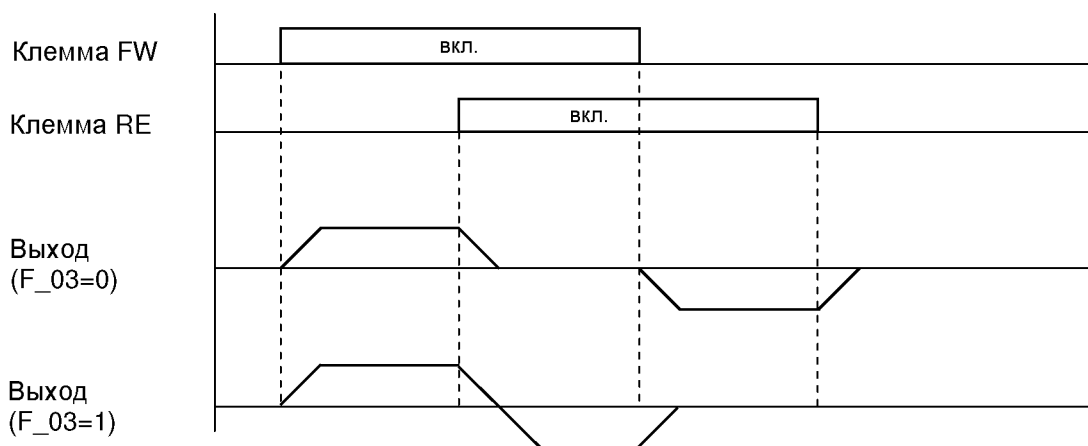 Клемма FW
ВКЛ.
Клемма RE
ВКЛ.
Выход
(F_03=0)
Выход
(F_03=1)